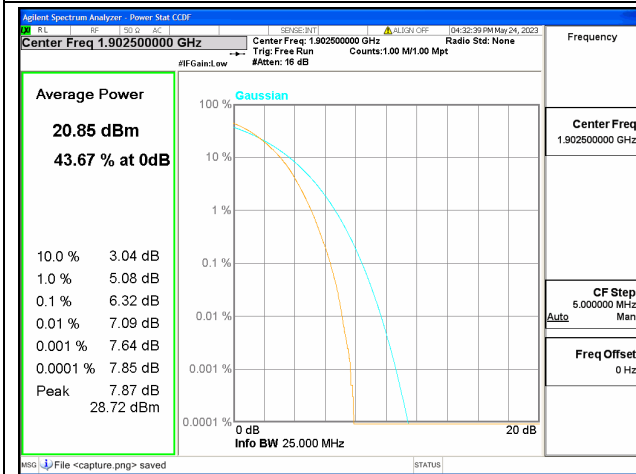 Agilent Spectrum Analyzer - Power Stat CCDF
RL RF 50 Ω AC SENSE:INT ALIGN OFF 04:32:39 PM May 24, 2023
Center Freq 1.902500000 GHz
Center Freq: 1.902500000 GHz Radio Std: None
Trig: Free Run Counts:1.00 M/1.00 Mpt
#IFGain:Low #Atten: 16 dB
Frequency
Average Power
20.85 dBm
43.67 % at 0dB
10.0 % 3.04 dB
1.0 % 5.08 dB
0.1 % 6.32 dB
0.01 % 7.09 dB
0.001 % 7.64 dB
0.0001 % 7.85 dB
Peak 7.87 dB
28.72 dBm
Gaussian
100 %
10 %
1 %
0.1 %
0.01 %
0.001 %
0.0001 %
0 dB 20 dB
Info BW 25.000 MHz
Center Freq
1.902500000 GHz
CF Step
5.000000 MHz
Auto Man
Freq Offset
0 Hz
MSG File <capture.png> saved STATUS